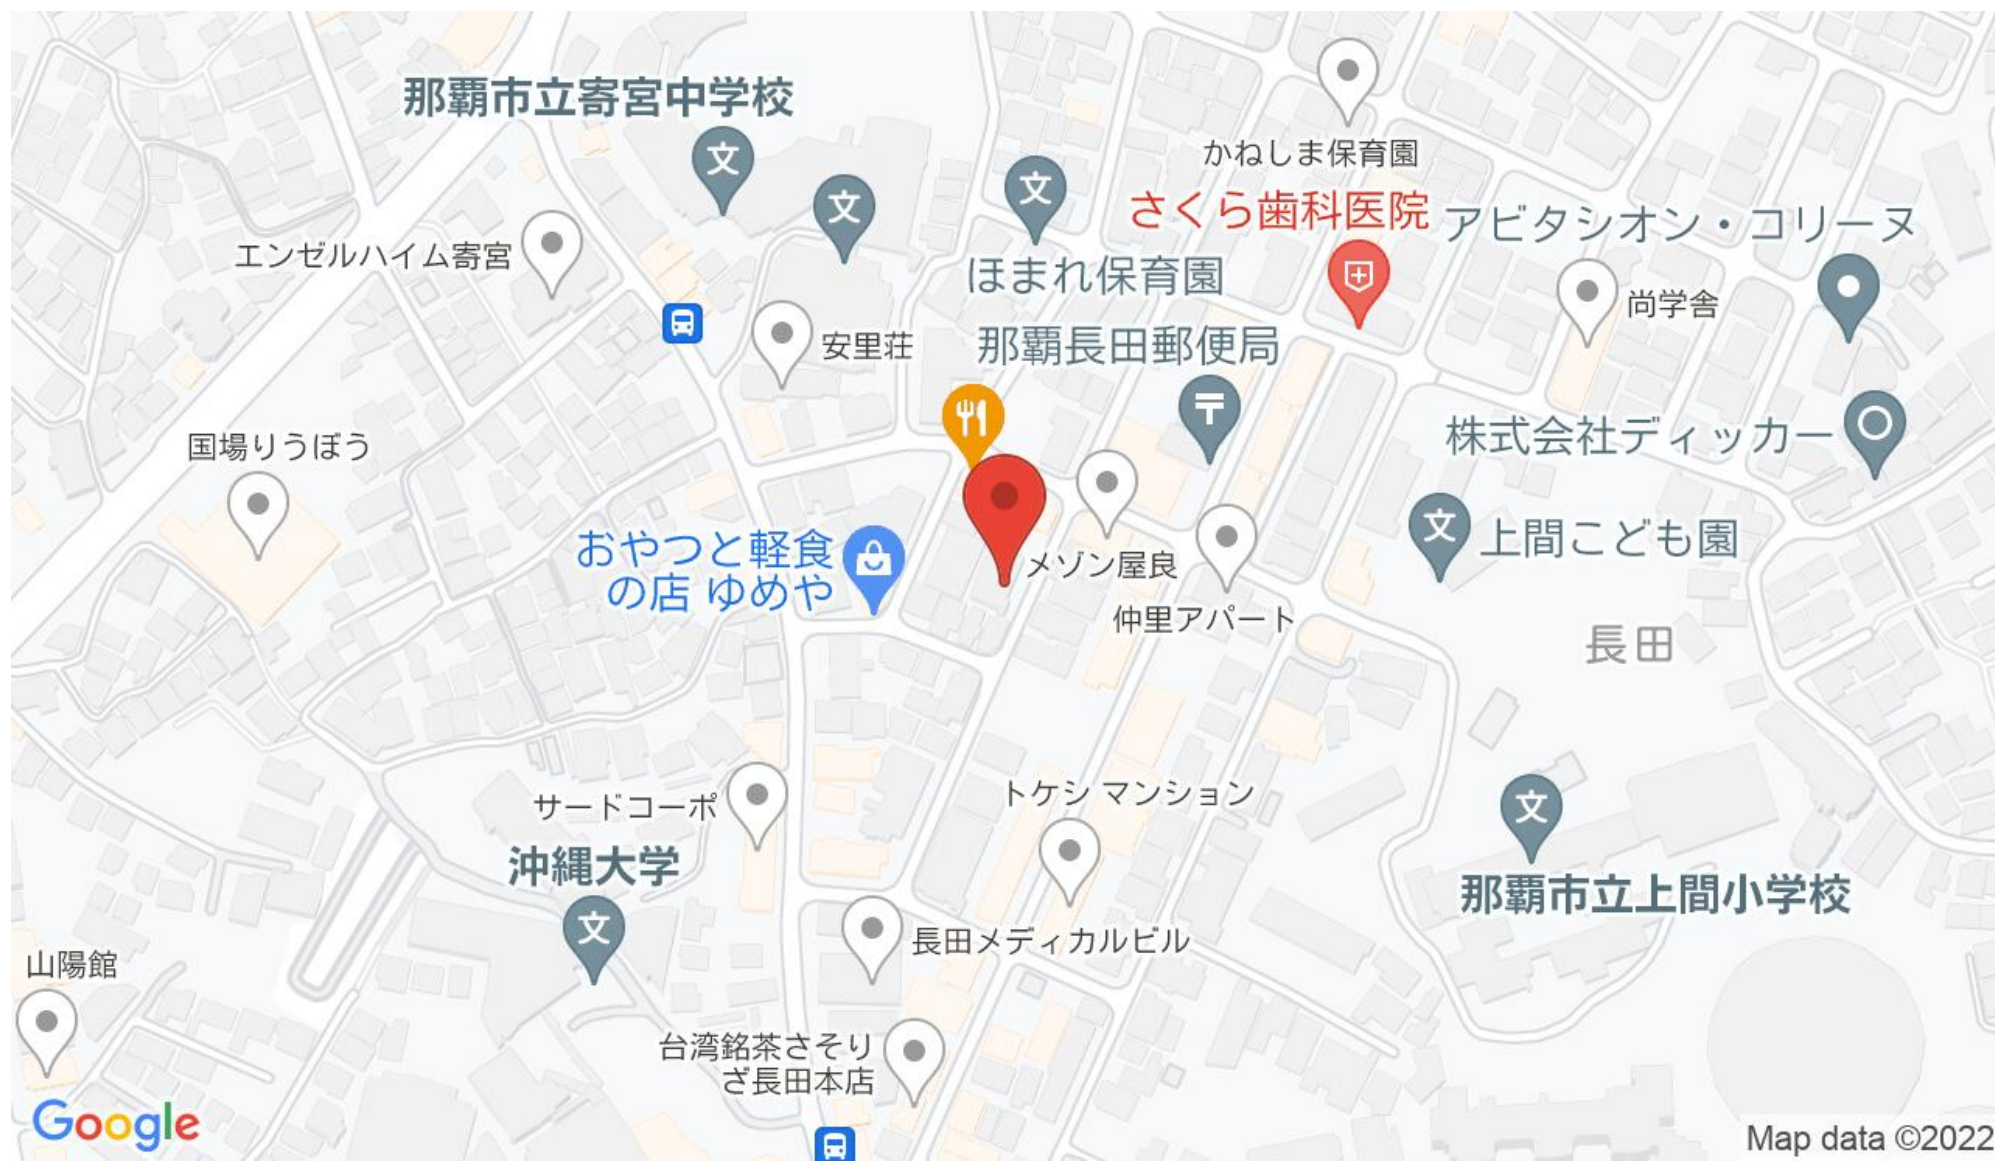 那覇市立寄宮中学校
文
文
文
かねしま保育園
さくら歯科医院
アビタシオン・コリーヌ
エンゼルハイム寄宮
ほまれ保育園
尚学舎
安里荘
那覇長田郵便局
国場りうぼう
株式会社ディッカー
おやつと軽食
の店 ゆめや
メゾン屋良
文
上間こども園
仲里アパート
長田
サードコーポ
トケシ マンション
文
沖縄大学
那覇市立上間小学校
文
長田メディカルビル
山陽館
台湾銘茶さそり
ざ長田本店
Google
Map data ©2022